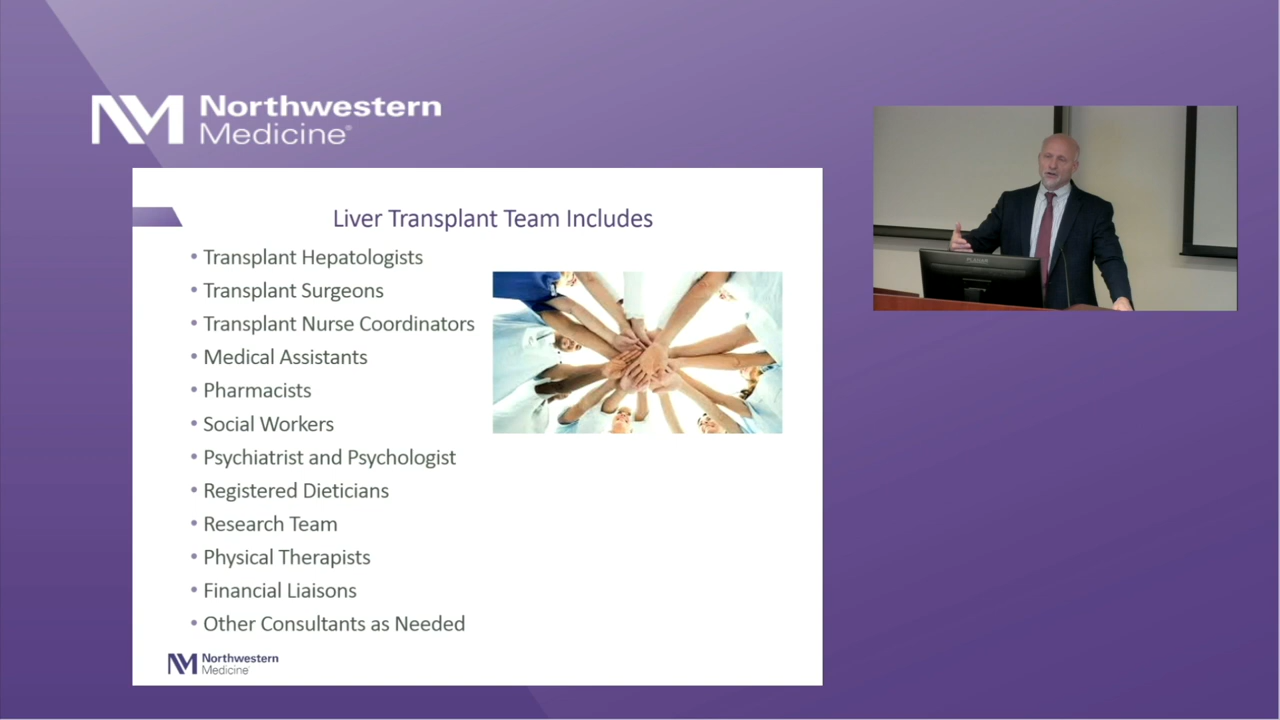 Northwestern
Medicine®
Liver Transplant Team Includes
• Transplant Hepatologists
• Transplant Surgeons
• Transplant Nurse Coordinators
• Medical Assistants
• Pharmacists
• Social Workers
• Psychiatrist and Psychologist
• Registered Dieticians
• Research Team
• Physical Therapists
• Financial Liaisons
• Other Consultants as Needed
Northwestern
Medicine